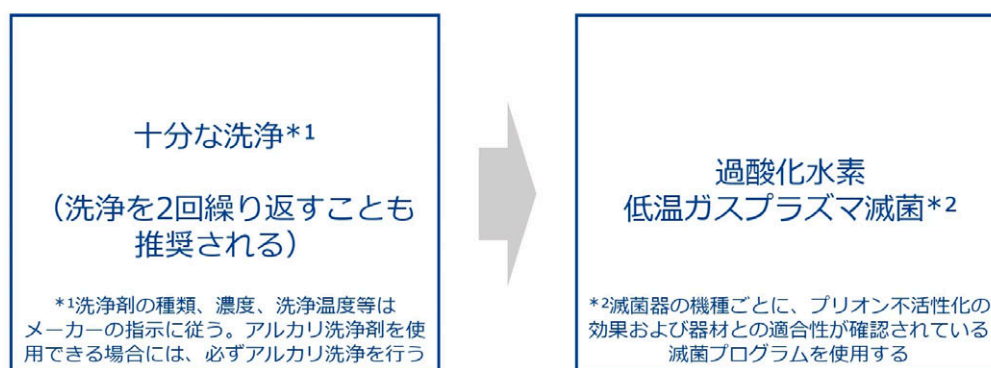 十分な洗浄*1
（洗浄を2回繰り返すことも
推奨される）
*1洗浄剤の種類、濃度、洗浄温度等は
メーカーの指示に従う。アルカリ洗浄剤を使
用できる場合には、必ずアルカリ洗浄を行う
過酸化水素
低温ガスプラズマ滅菌*2
*2滅菌器の機種ごとに、プリオン不活性化の
効果および器材との適合性が確認されている
滅菌プログラムを使用する